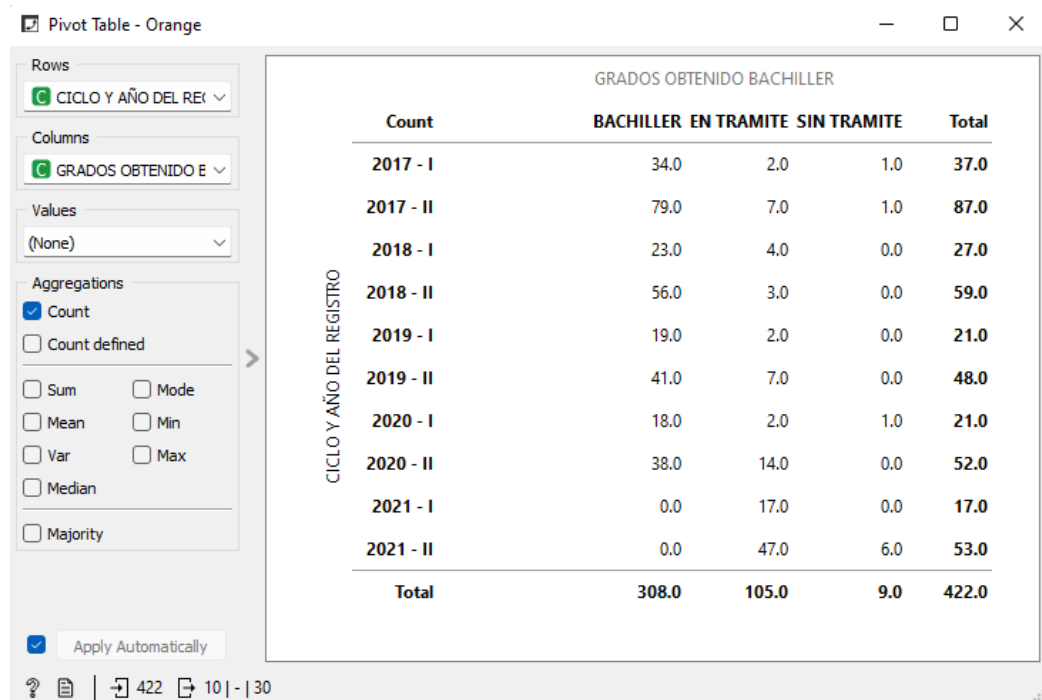 Pivot Table - Orange
Rows
C CICLO Y AÑO DEL REC
Columns
C GRADOS OBTENIDO B
Values
(None)
Aggregations
Count
Count defined
Sum Mode
Mean Min
Var Max
Median
Majority
Apply Automatically
? 422 10 | - | 30
GRADOS OBTENIDO BACHILLER
Count BACHILLER EN TRAMITE SIN TRAMITE Total
CICLO Y AÑO DEL REGISTRO
2017 - I 34.0 2.0 1.0 37.0
2017 - II 79.0 7.0 1.0 87.0
2018 - I 23.0 4.0 0.0 27.0
2018 - II 56.0 3.0 0.0 59.0
2019 - I 19.0 2.0 0.0 21.0
2019 - II 41.0 7.0 0.0 48.0
2020 - I 18.0 2.0 1.0 21.0
2020 - II 38.0 14.0 0.0 52.0
2021 - I 0.0 17.0 0.0 17.0
2021 - II 0.0 47.0 6.0 53.0
Total 308.0 105.0 9.0 422.0